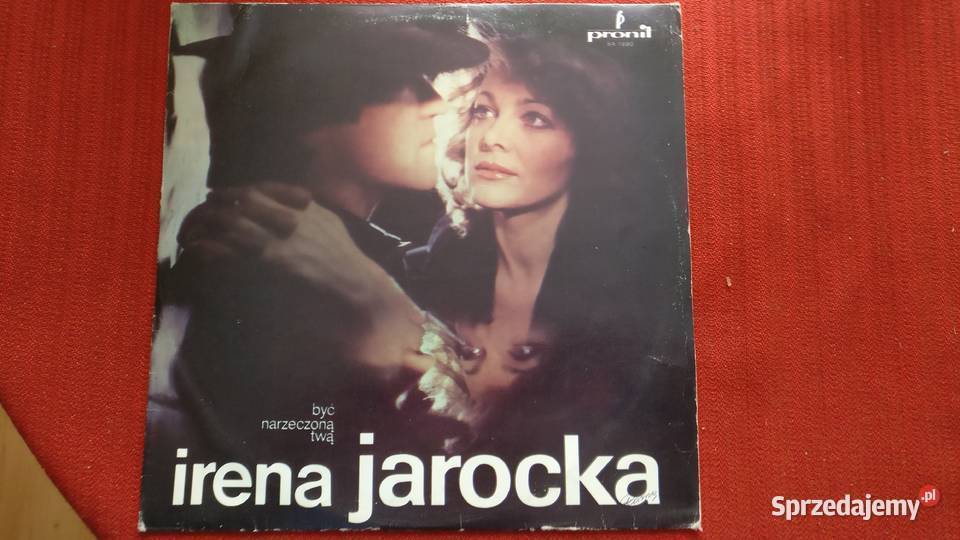 pronit
być
narzeczoną
twą
irena jarocka
Sprzedajemy.pl